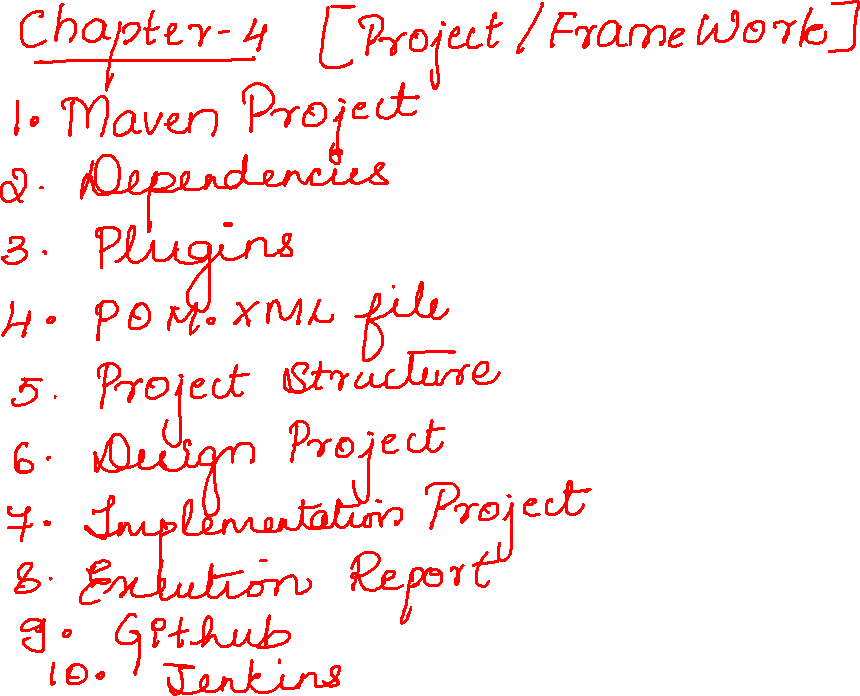 Chapter-4 [Project/FrameWork]
1. Maven Project
2. Dependencies
3. Plugins
4. POM.XML file
5. Project Structure
6. Design Project
7. Implementation Project
8. Exlution Report
9. Github
10. Jenkins